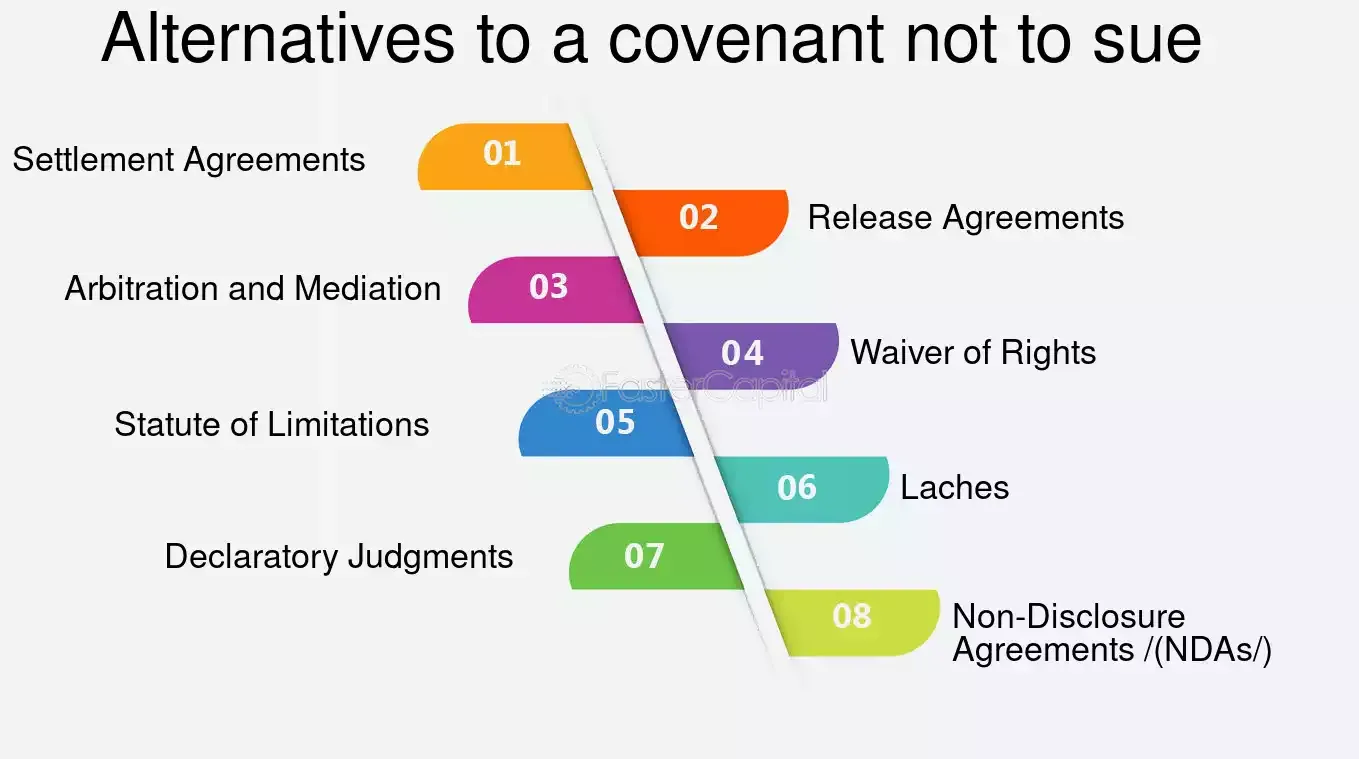 Alternatives to a covenant not to sue
01
Settlement Agreements
02
Release Agreements
03
Arbitration and Mediation
04
Waiver of Rights
FasterCapital
05
Statute of Limitations
06
Laches
07
Declaratory Judgments
08
Non-Disclosure
Agreements /(NDAs/)